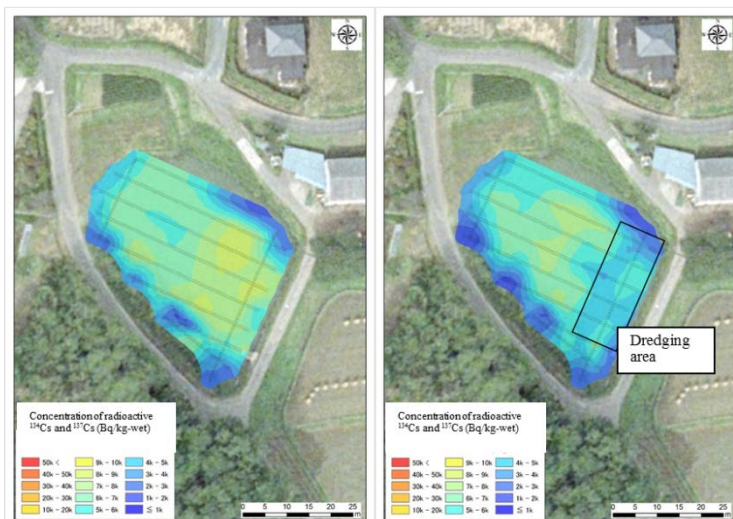 N
Concentration of radioactive
¹³⁴Cs and ¹³⁷Cs (Bq/kg-wet)
50k <
40k - 50k
30k - 40k
20k - 30k
10k - 20k
9k - 10k
8k - 9k
7k - 8k
6k - 7k
5k - 6k
4k - 5k
3k - 4k
2k - 3k
1k - 2k
≦ 1k
0 5 10 15 20 25
m
N
Dredging
area
Concentration of radioactive
¹³⁴Cs and ¹³⁷Cs (Bq/kg-wet)
50k <
40k - 50k
30k - 40k
20k - 30k
10k - 20k
9k - 10k
8k - 9k
7k - 8k
6k - 7k
5k - 6k
4k - 5k
3k - 4k
2k - 3k
1k - 2k
≦ 1k
0 5 10 15 20 25
m